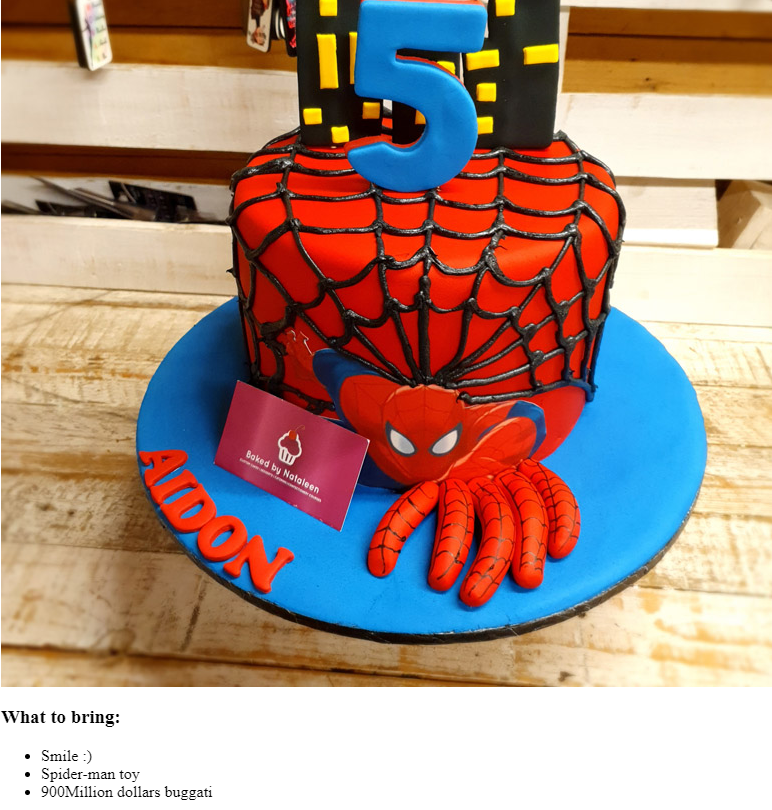 5
Baked by Nataleen
AIDON
What to bring:
Smile :)
Spider-man toy
900Million dollars buggati